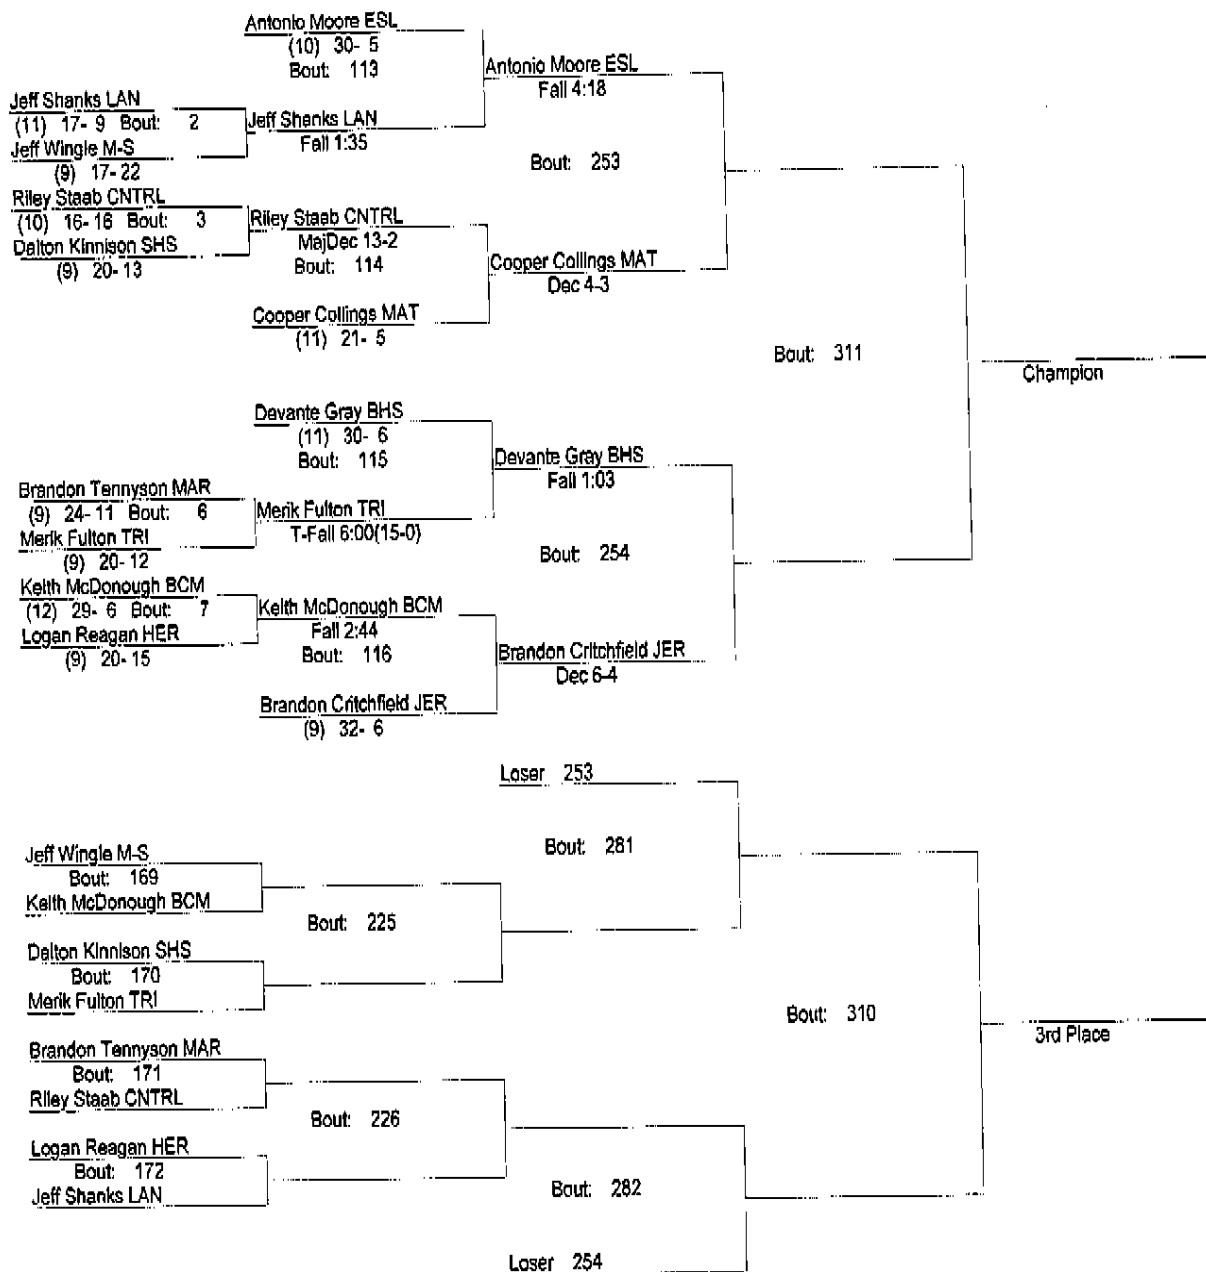 Antonio Moore ESL
(10) 30- 5
Bout: 113
Antonio Moore ESL
Fall 4:18
Jeff Shanks LAN
(11) 17- 9 Bout: 2
Jeff Shanks LAN
Fall 1:35
Jeff Wingle M-S
(9) 17-22
Bout: 253
Riley Staab CNTRL
(10) 16-16 Bout: 3
Riley Staab CNTRL
MajDec 13-2
Bout: 114
Dalton Kinnison SHS
(9) 20-13
Cooper Collings MAT
Dec 4-3
Cooper Collings MAT
(11) 21- 5
Bout: 311
Champion
Devante Gray BHS
(11) 30- 6
Bout: 115
Devante Gray BHS
Fall 1:03
Brandon Tennyson MAR
(9) 24-11 Bout: 6
Merik Fulton TRI
T-Fall 6:00(15-0)
Merik Fulton TRI
(9) 20-12
Bout: 254
Keith McDonough BCM
(12) 29- 6 Bout: 7
Keith McDonough BCM
Fall 2:44
Bout: 116
Logan Reagan HER
(9) 20-15
Brandon Critchfield JER
Dec 6-4
Brandon Critchfield JER
(9) 32- 6
Loser 253
Bout: 281
Jeff Wingle M-S
Bout: 169
Keith McDonough BCM
Bout: 225
Dalton Kinnison SHS
Bout: 170
Merik Fulton TRI
Bout: 310
3rd Place
Brandon Tennyson MAR
Bout: 171
Riley Staab CNTRL
Bout: 226
Logan Reagan HER
Bout: 172
Jeff Shanks LAN
Bout: 282
Loser 254